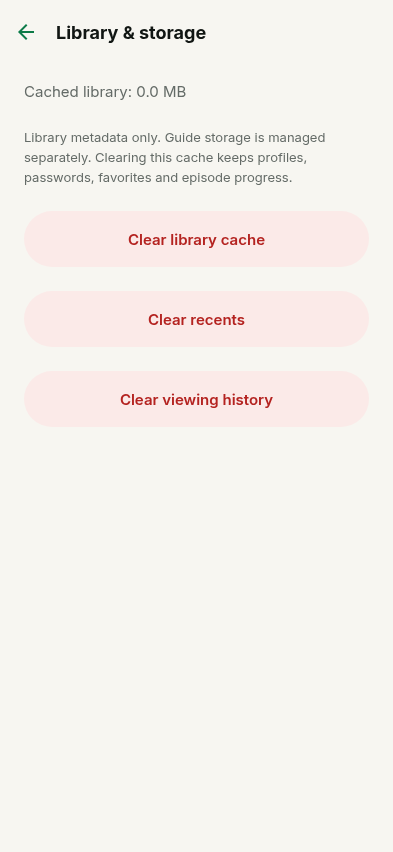 Library & storage
Cached library: 0.0 MB
Library metadata only. Guide storage is managed
separately. Clearing this cache keeps profiles,
passwords, favorites and episode progress.
Clear library cache
Clear recents
Clear viewing history